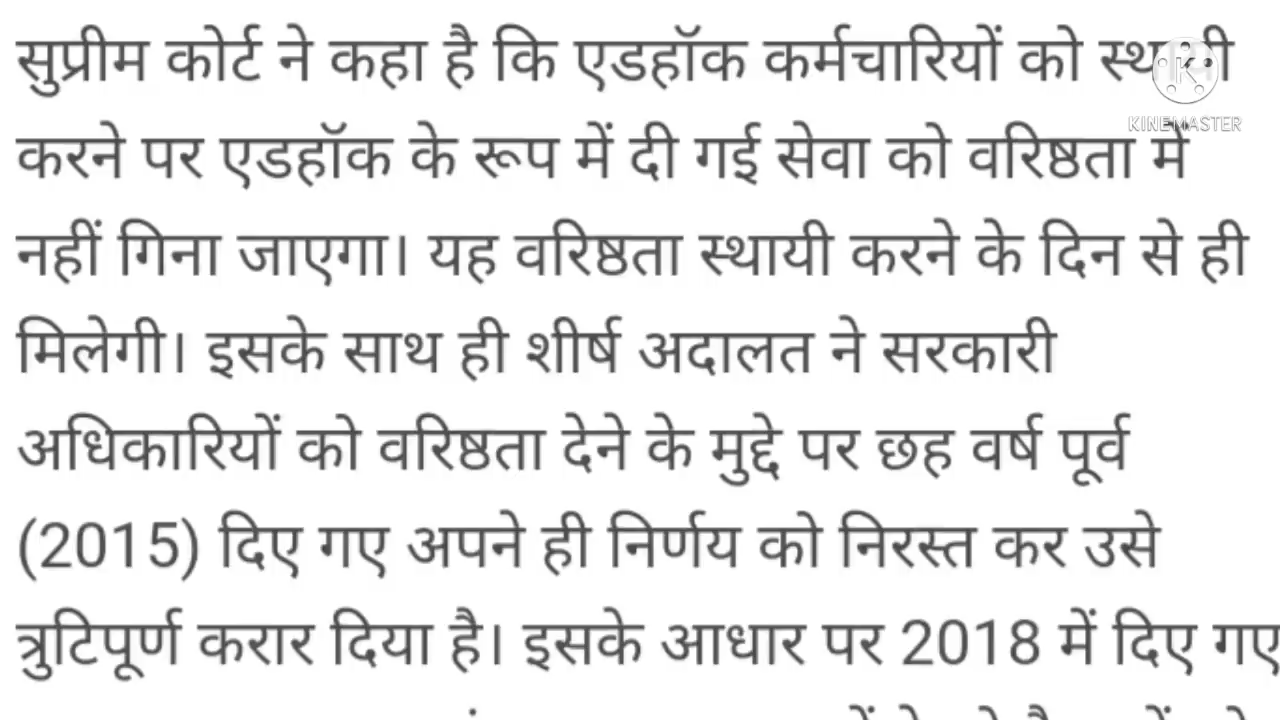 सुप्रीम कोर्ट ने कहा है कि एडहॉक कर्मचारियों को स्थायी
KINEMASTER
करने पर एडहॉक के रूप में दी गई सेवा को वरिष्ठता में
नहीं गिना जाएगा। यह वरिष्ठता स्थायी करने के दिन से ही
मिलेगी। इसके साथ ही शीर्ष अदालत ने सरकारी
अधिकारियों को वरिष्ठता देने के मुद्दे पर छह वर्ष पूर्व
(2015) दिए गए अपने ही निर्णय को निरस्त कर उसे
त्रुटिपूर्ण करार दिया है। इसके आधार पर 2018 में दिए गए